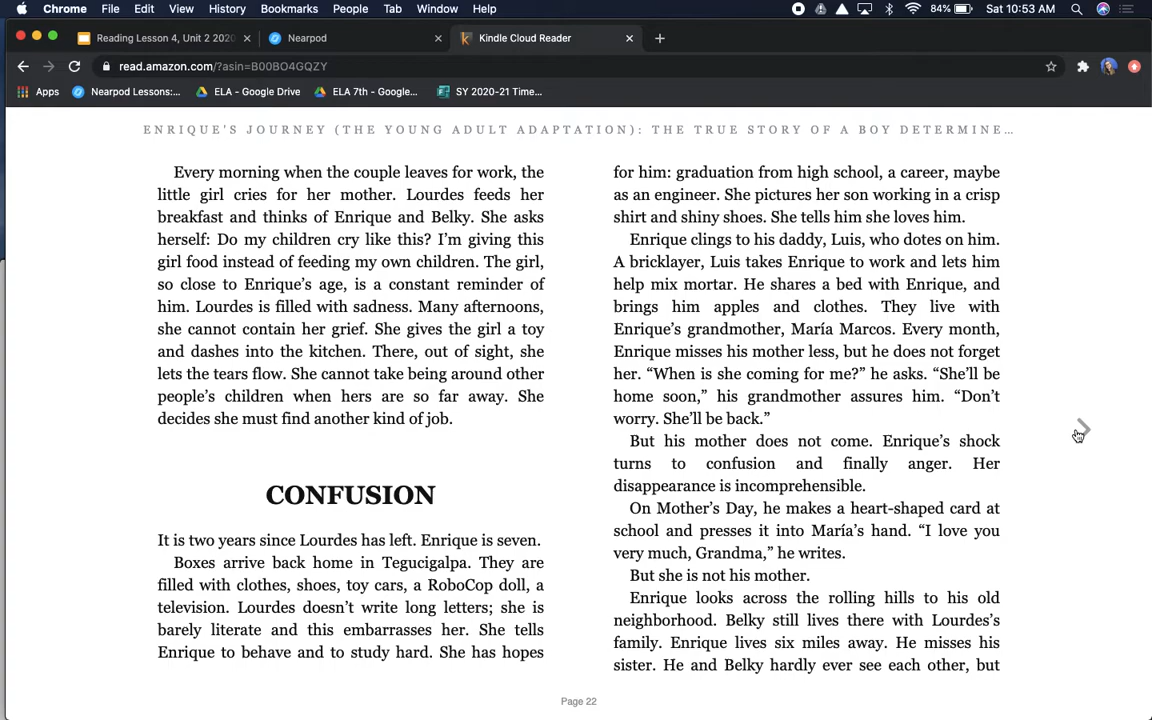 Chrome File Edit View History Bookmarks People Tab Window Help 84% Sat 10:53 AM
Reading Lesson 4, Unit 2 2020 Nearpod Kindle Cloud Reader
read.amazon.com/?asin=B00BO4GQZY
Apps Nearpod Lessons:... ELA - Google Drive ELA 7th - Google... SY 2020-21 Time...
ENRIQUE'S JOURNEY (THE YOUNG ADULT ADAPTATION): THE TRUE STORY OF A BOY DETERMINE...
Every morning when the couple leaves for work, the
little girl cries for her mother. Lourdes feeds her
breakfast and thinks of Enrique and Belky. She asks
herself: Do my children cry like this? I’m giving this
girl food instead of feeding my own children. The girl,
so close to Enrique’s age, is a constant reminder of
him. Lourdes is filled with sadness. Many afternoons,
she cannot contain her grief. She gives the girl a toy
and dashes into the kitchen. There, out of sight, she
lets the tears flow. She cannot take being around other
people’s children when hers are so far away. She
decides she must find another kind of job.
CONFUSION
It is two years since Lourdes has left. Enrique is seven.
Boxes arrive back home in Tegucigalpa. They are
filled with clothes, shoes, toy cars, a RoboCop doll, a
television. Lourdes doesn’t write long letters; she is
barely literate and this embarrasses her. She tells
Enrique to behave and to study hard. She has hopes
for him: graduation from high school, a career, maybe
as an engineer. She pictures her son working in a crisp
shirt and shiny shoes. She tells him she loves him.
Enrique clings to his daddy, Luis, who dotes on him.
A bricklayer, Luis takes Enrique to work and lets him
help mix mortar. He shares a bed with Enrique, and
brings him apples and clothes. They live with
Enrique’s grandmother, María Marcos. Every month,
Enrique misses his mother less, but he does not forget
her. “When is she coming for me?” he asks. “She’ll be
home soon,” his grandmother assures him. “Don’t
worry. She’ll be back.”
But his mother does not come. Enrique’s shock
turns to confusion and finally anger. Her
disappearance is incomprehensible.
On Mother’s Day, he makes a heart-shaped card at
school and presses it into María’s hand. “I love you
very much, Grandma,” he writes.
But she is not his mother.
Enrique looks across the rolling hills to his old
neighborhood. Belky still lives there with Lourdes’s
family. Enrique lives six miles away. He misses his
sister. He and Belky hardly ever see each other, but
Page 22